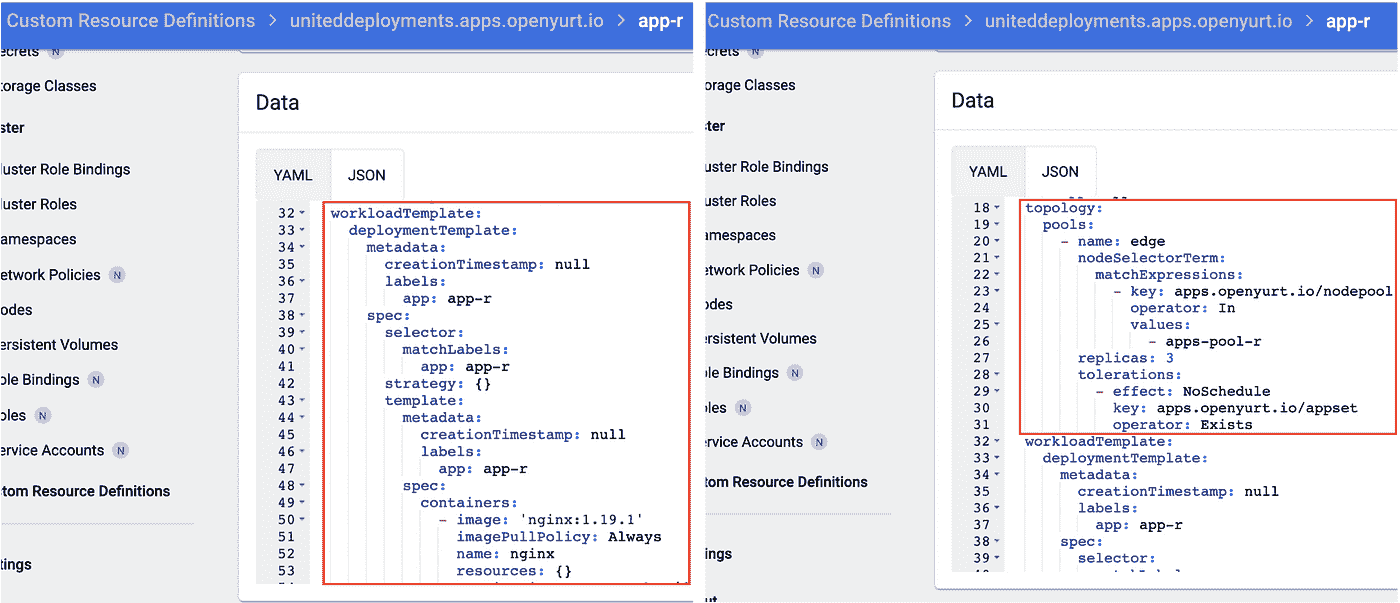 Custom Resource Definitions > uniteddeployments.apps.openyurt.io > app-r
ecrets N
torage Classes
ster
luster Role Bindings
luster Roles
amespaces
etwork Policies N
odes
ersistent Volumes
ole Bindings N
oles N
ervice Accounts N
tom Resource Definitions
tings
Data
YAML JSON
32 workloadTemplate:
33 deploymentTemplate:
34 metadata:
35 creationTimestamp: null
36 labels:
37 app: app-r
38 spec:
39 selector:
40 matchLabels:
41 app: app-r
42 strategy: {}
43 template:
44 metadata:
45 creationTimestamp: null
46 labels:
47 app: app-r
48 spec:
49 containers:
50 - image: 'nginx:1.19.1'
51 imagePullPolicy: Always
52 name: nginx
53 resources: {}
Custom Resource Definitions > uniteddeployments.apps.openyurt.io > app-r
ecrets N
orage Classes
ster
uster Role Bindings
uster Roles
amespaces
etwork Policies N
odes
ersistent Volumes
ole Bindings N
oles N
ervice Accounts N
tom Resource Definitions
ings
ut
Data
YAML JSON
18 topology:
19 pools:
20 - name: edge
21 nodeSelectorTerm:
22 matchExpressions:
23 - key: apps.openyurt.io/nodepool
24 operator: In
25 values:
26 - apps-pool-r
27 replicas: 3
28 tolerations:
29 - effect: NoSchedule
30 key: apps.openyurt.io/appset
31 operator: Exists
32 workloadTemplate:
33 deploymentTemplate:
34 metadata:
35 creationTimestamp: null
36 labels:
37 app: app-r
38 spec:
39 selector: